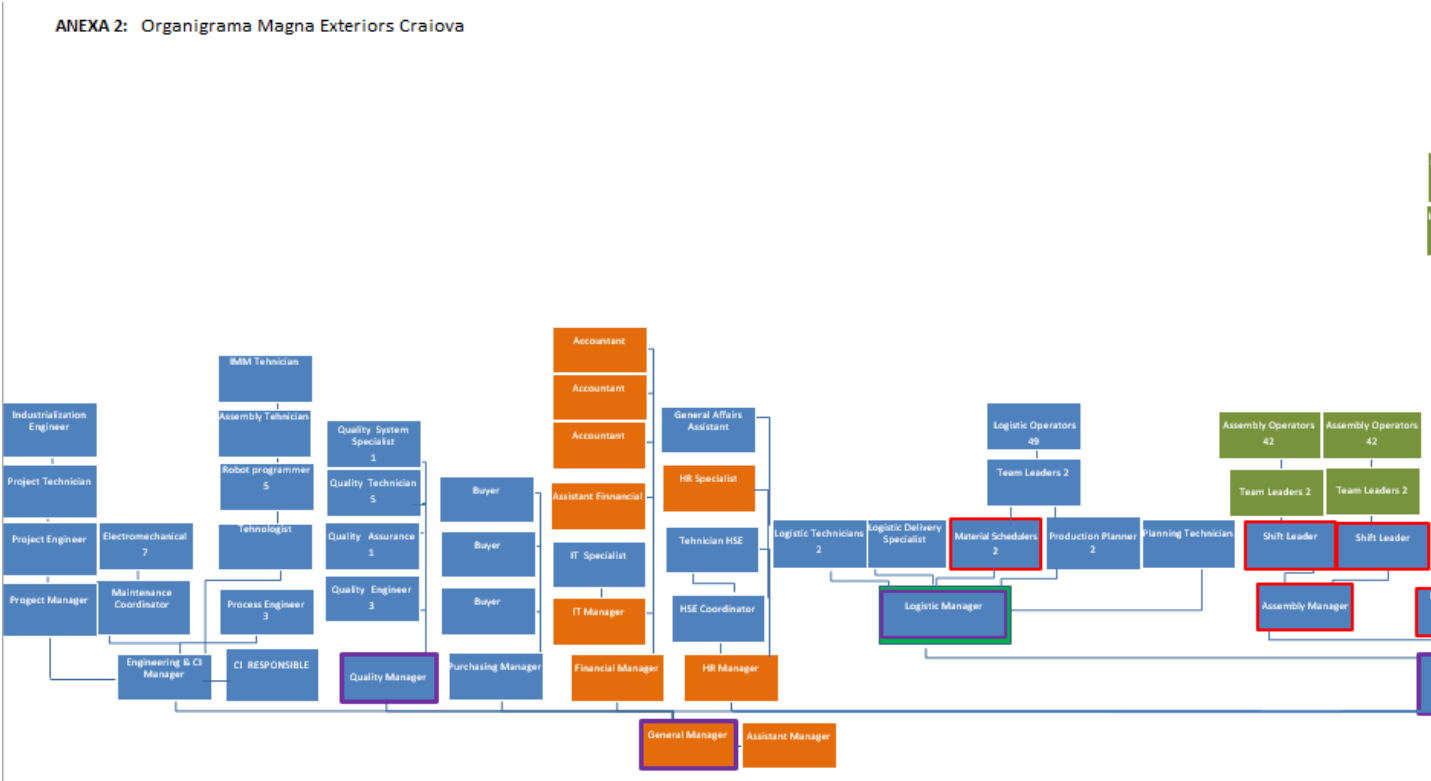 ANEXA 2: Organigrama Magna Exteriors Craiova
Accountant
IMM Tehnician
Accountant
Industrialization
Engineer
Assembly Tehnician
General Affairs
Assistant
Logistic Operators
49
Assembly Operators
42
Assembly Operators
42
Quality System
Specialist
1
Accountant
Project Technician
Robot programmer
5
Quality Technician
5
Buyer
Assistant Finnancial
HR Specialist
Team Leaders 2
Team Leaders 2
Team Leaders 2
Project Engineer
Electromechanical
7
Tehnologist
Quality Assurance
1
Buyer
IT Specialist
Tehnician HSE
Logistic Technicians
2
Logistic Delivery
Specialist
Material Schedulers
2
Production Planner
2
Planning Technician
Shift Leader
Shift Leader
Progect Manager
Maintenance
Coordinator
Process Engineer
3
Quality Engineer
3
Buyer
IT Manager
HSE Coordinator
Logistic Manager
Assembly Manager
Engineering & CI
Manager
CI RESPONSIBLE
Quality Manager
Purchasing Manager
Financial Manager
HR Manager
General Manager
Assistant Manager